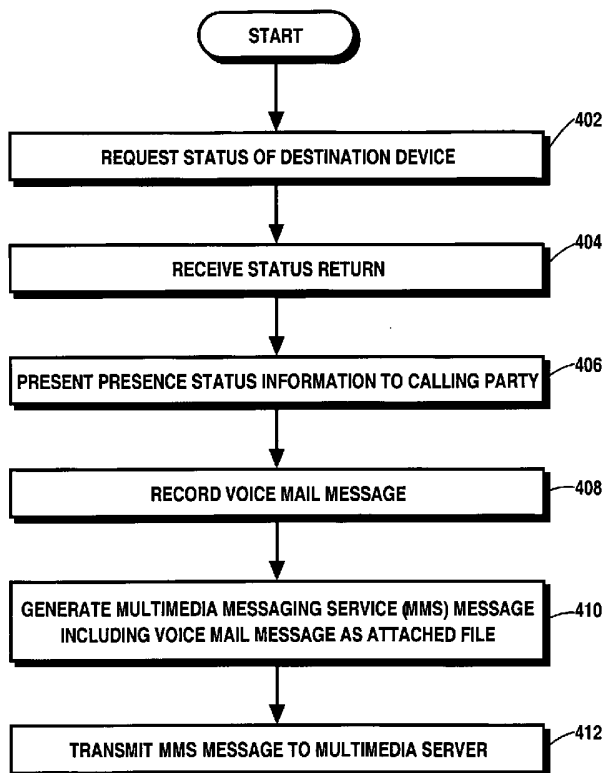 START
402
REQUEST STATUS OF DESTINATION DEVICE
404
RECEIVE STATUS RETURN
406
PRESENT PRESENCE STATUS INFORMATION TO CALLING PARTY
408
RECORD VOICE MAIL MESSAGE
410
GENERATE MULTIMEDIA MESSAGING SERVICE (MMS) MESSAGE
INCLUDING VOICE MAIL MESSAGE AS ATTACHED FILE
412
TRANSMIT MMS MESSAGE TO MULTIMEDIA SERVER